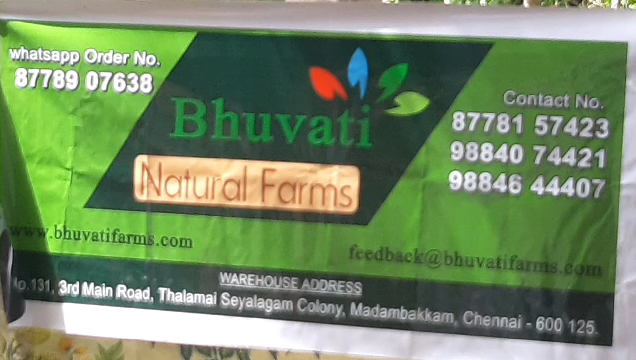 whatsapp Order No.
87789 07638
Bhuvati
Natural Farms
Contact No.
87781 57423
98840 74421
98846 44407
www.bhuvatifarms.com
feedback@bhuvatifarms.com
WAREHOUSE ADDRESS
No.131, 3rd Main Road, Thalamai Seyalagam Colony, Madambakkam, Chennai - 600 125.